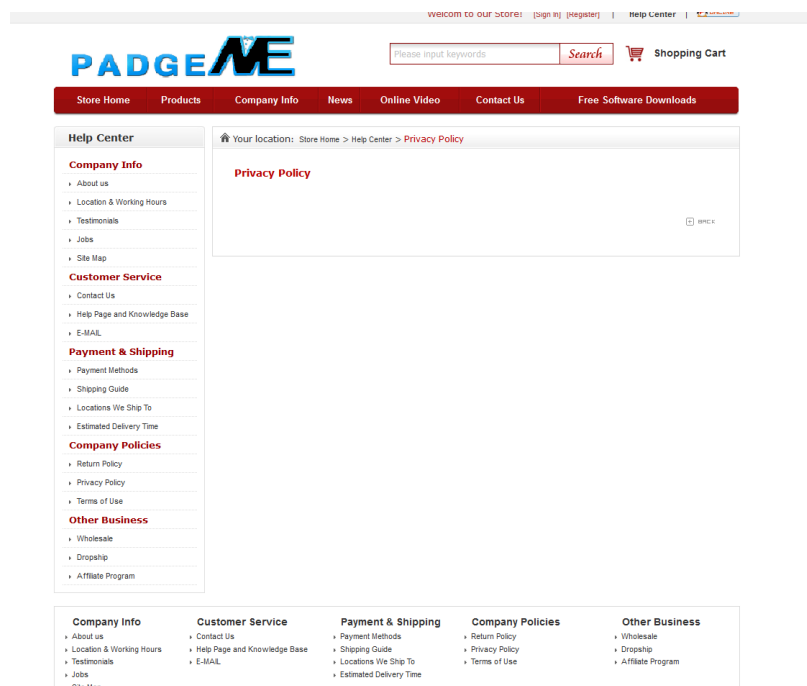 Welcom to our Store! [Sign In] [Register] | Help Center |
PADGENE
Please input keywords Search Shopping Cart
Store Home Products Company Info News Online Video Contact Us Free Software Downloads
Help Center
Your location: Store Home > Help Center > Privacy Policy
Company Info
About us
Location & Working Hours
Testimonials
Jobs
Site Map
Customer Service
Contact Us
Help Page and Knowledge Base
E-MAIL
Payment & Shipping
Payment Methods
Shipping Guide
Locations We Ship To
Estimated Delivery Time
Company Policies
Return Policy
Privacy Policy
Terms of Use
Other Business
Wholesale
Dropship
Affiliate Program
Privacy Policy
BACK
Company Info Customer Service Payment & Shipping Company Policies Other Business
About us Contact Us Payment Methods Return Policy Wholesale
Location & Working Hours Help Page and Knowledge Base Shipping Guide Privacy Policy Dropship
Testimonials E-MAIL Locations We Ship To Terms of Use Affiliate Program
Jobs Estimated Delivery Time
Site Map